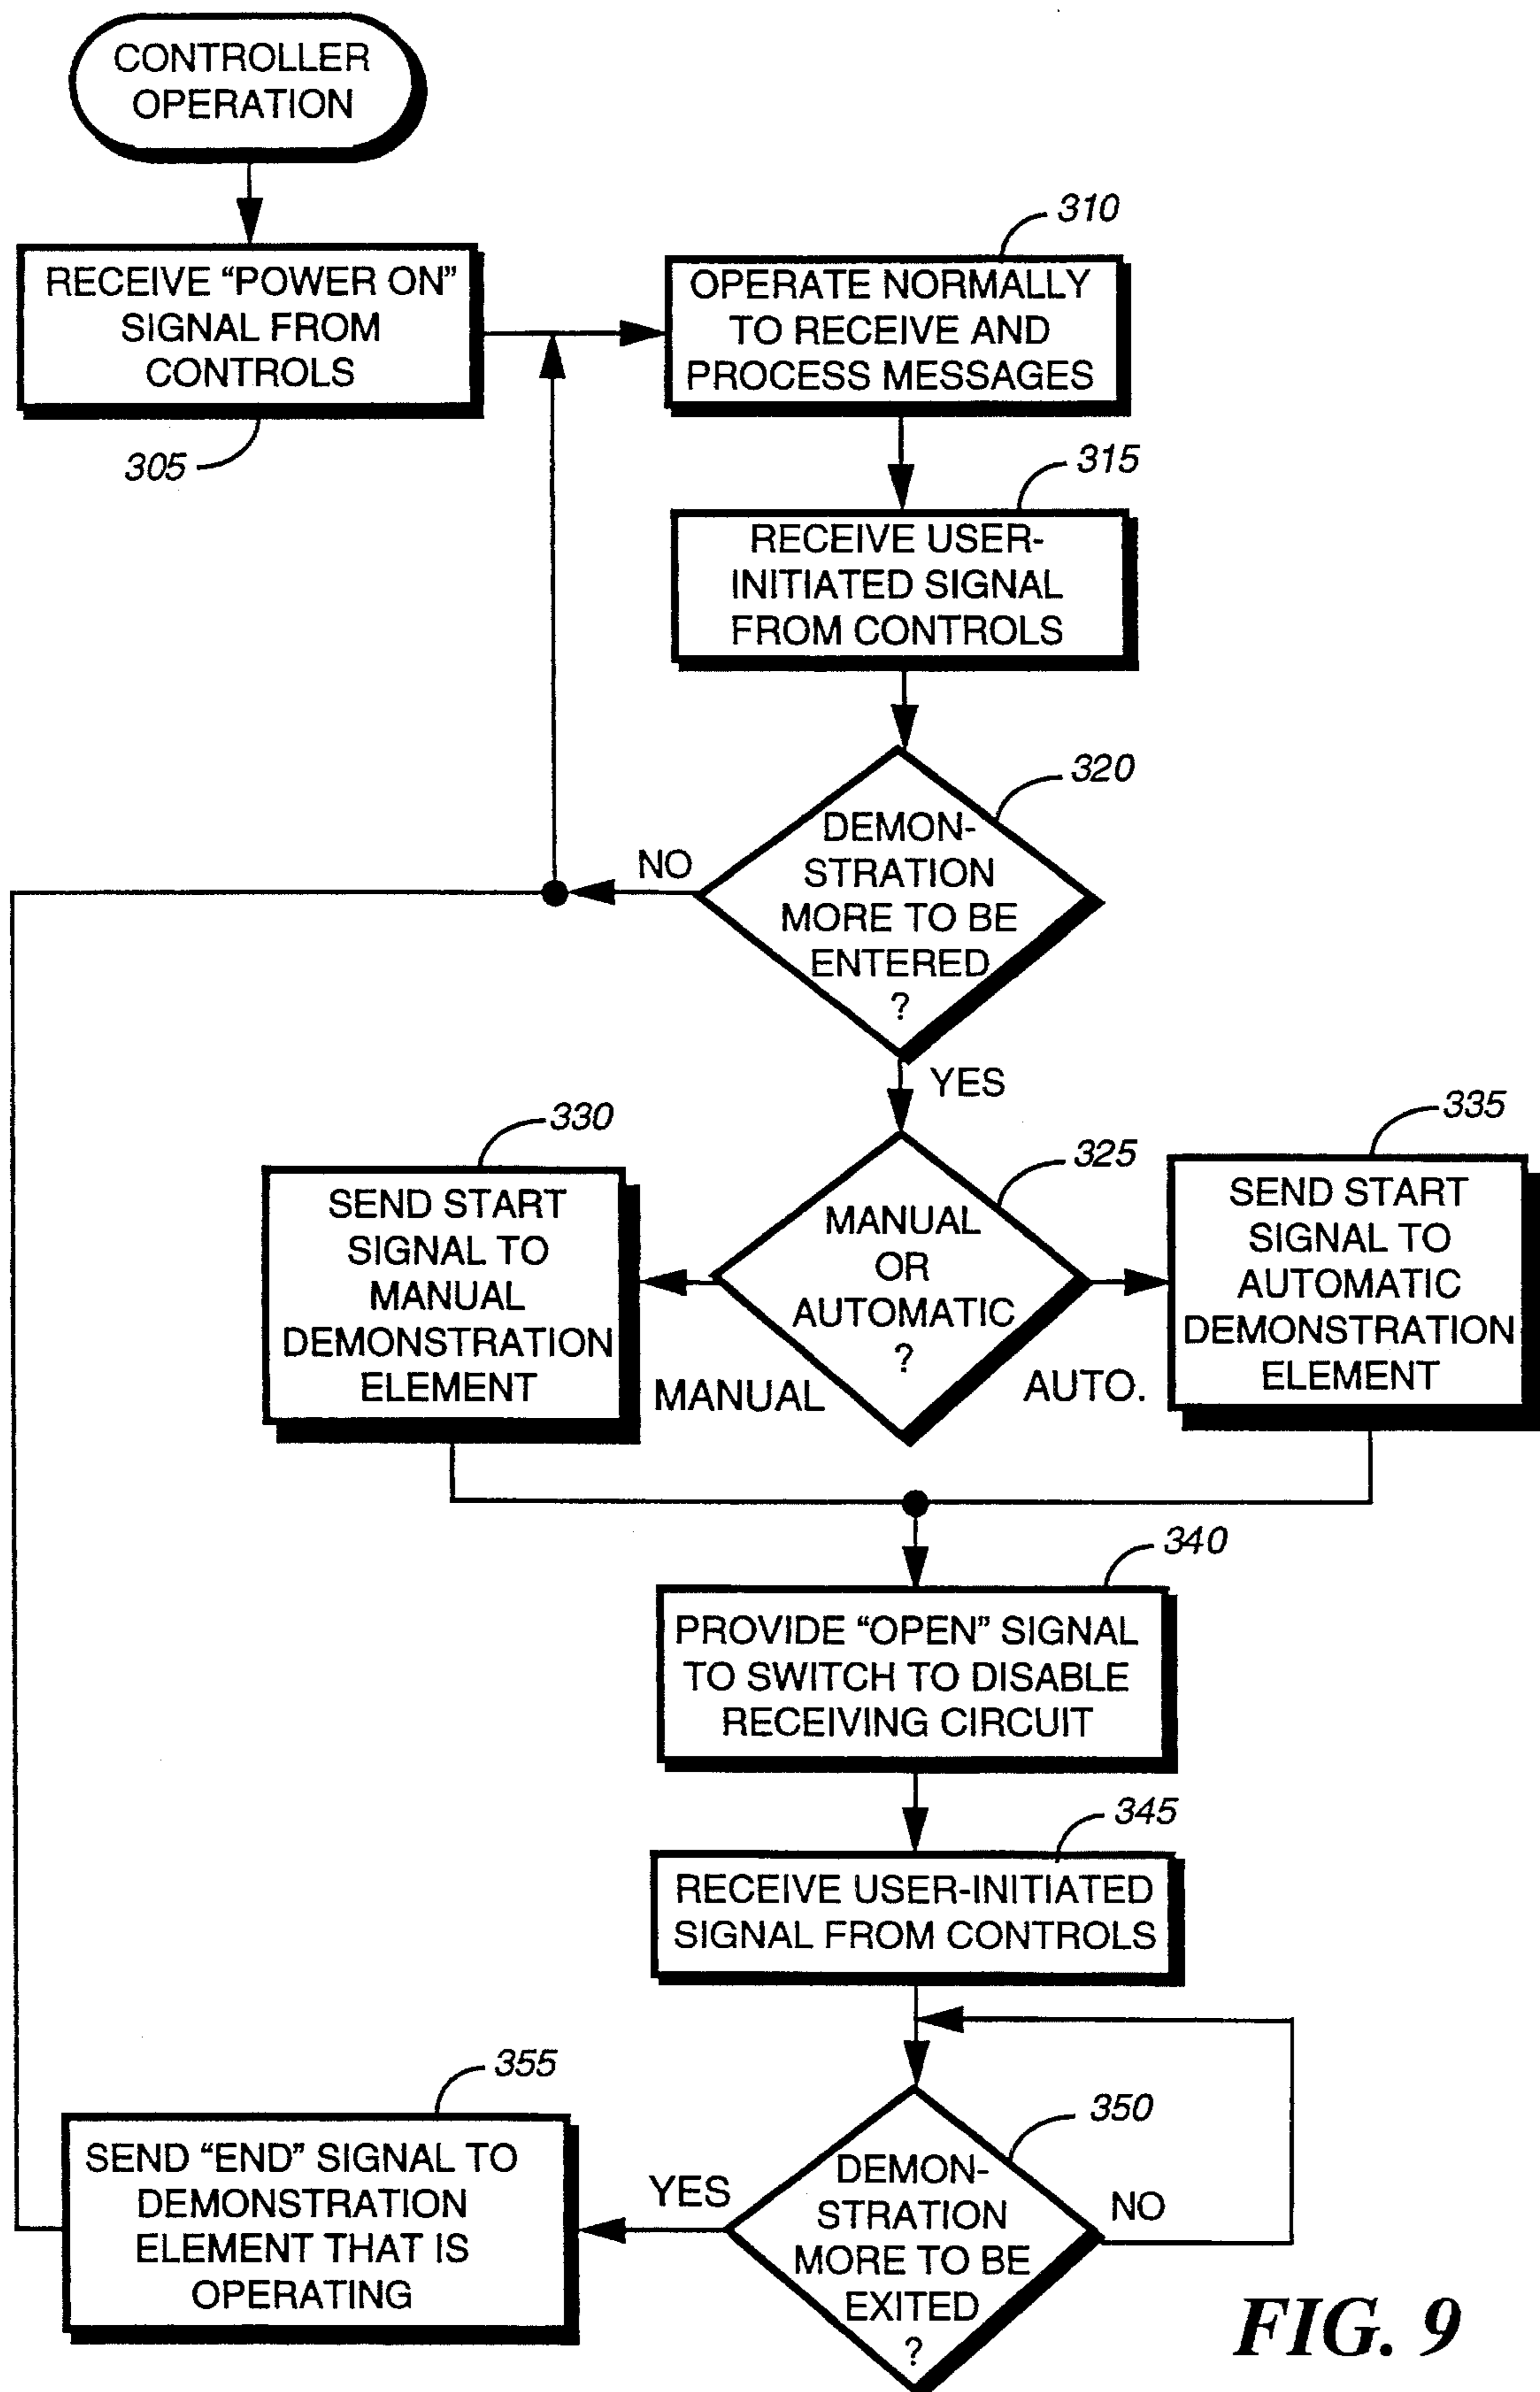 CONTROLLER
OPERATION
RECEIVE “POWER ON”
SIGNAL FROM
CONTROLS
305
310
OPERATE NORMALLY
TO RECEIVE AND
PROCESS MESSAGES
315
RECEIVE USER-
INITIATED SIGNAL
FROM CONTROLS
320
DEMON-
STRATION
MORE TO BE
ENTERED
?
NO
YES
325
MANUAL
OR
AUTOMATIC
?
MANUAL
AUTO.
330
SEND START
SIGNAL TO
MANUAL
DEMONSTRATION
ELEMENT
335
SEND START
SIGNAL TO
AUTOMATIC
DEMONSTRATION
ELEMENT
340
PROVIDE “OPEN” SIGNAL
TO SWITCH TO DISABLE
RECEIVING CIRCUIT
345
RECEIVE USER-INITIATED
SIGNAL FROM CONTROLS
350
DEMON-
STRATION
MORE TO BE
EXITED
?
NO
YES
355
SEND “END” SIGNAL TO
DEMONSTRATION
ELEMENT THAT IS
OPERATING
FIG. 9